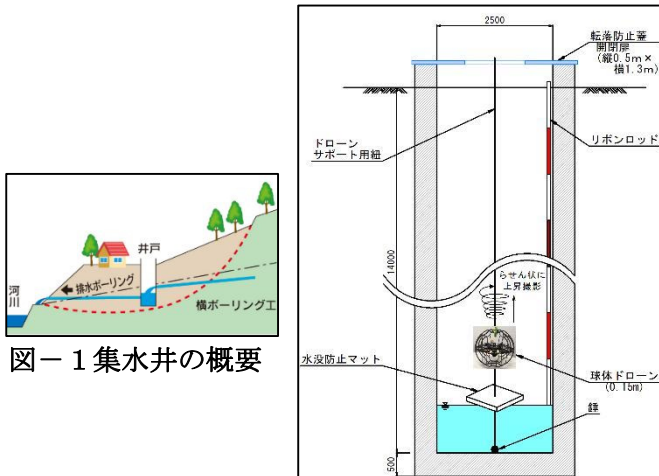 井戸
河川
排水ボーリング
横ボーリング工
図－1集水井の概要
2500
転落防止蓋
開閉扉
(縦0.5m×
横1.3m)
ドローン
サポート用紐
リボンロッド
14000
らせん状に
上昇撮影
水没防止マット
球体ドローン
(0.15m)
錘
500